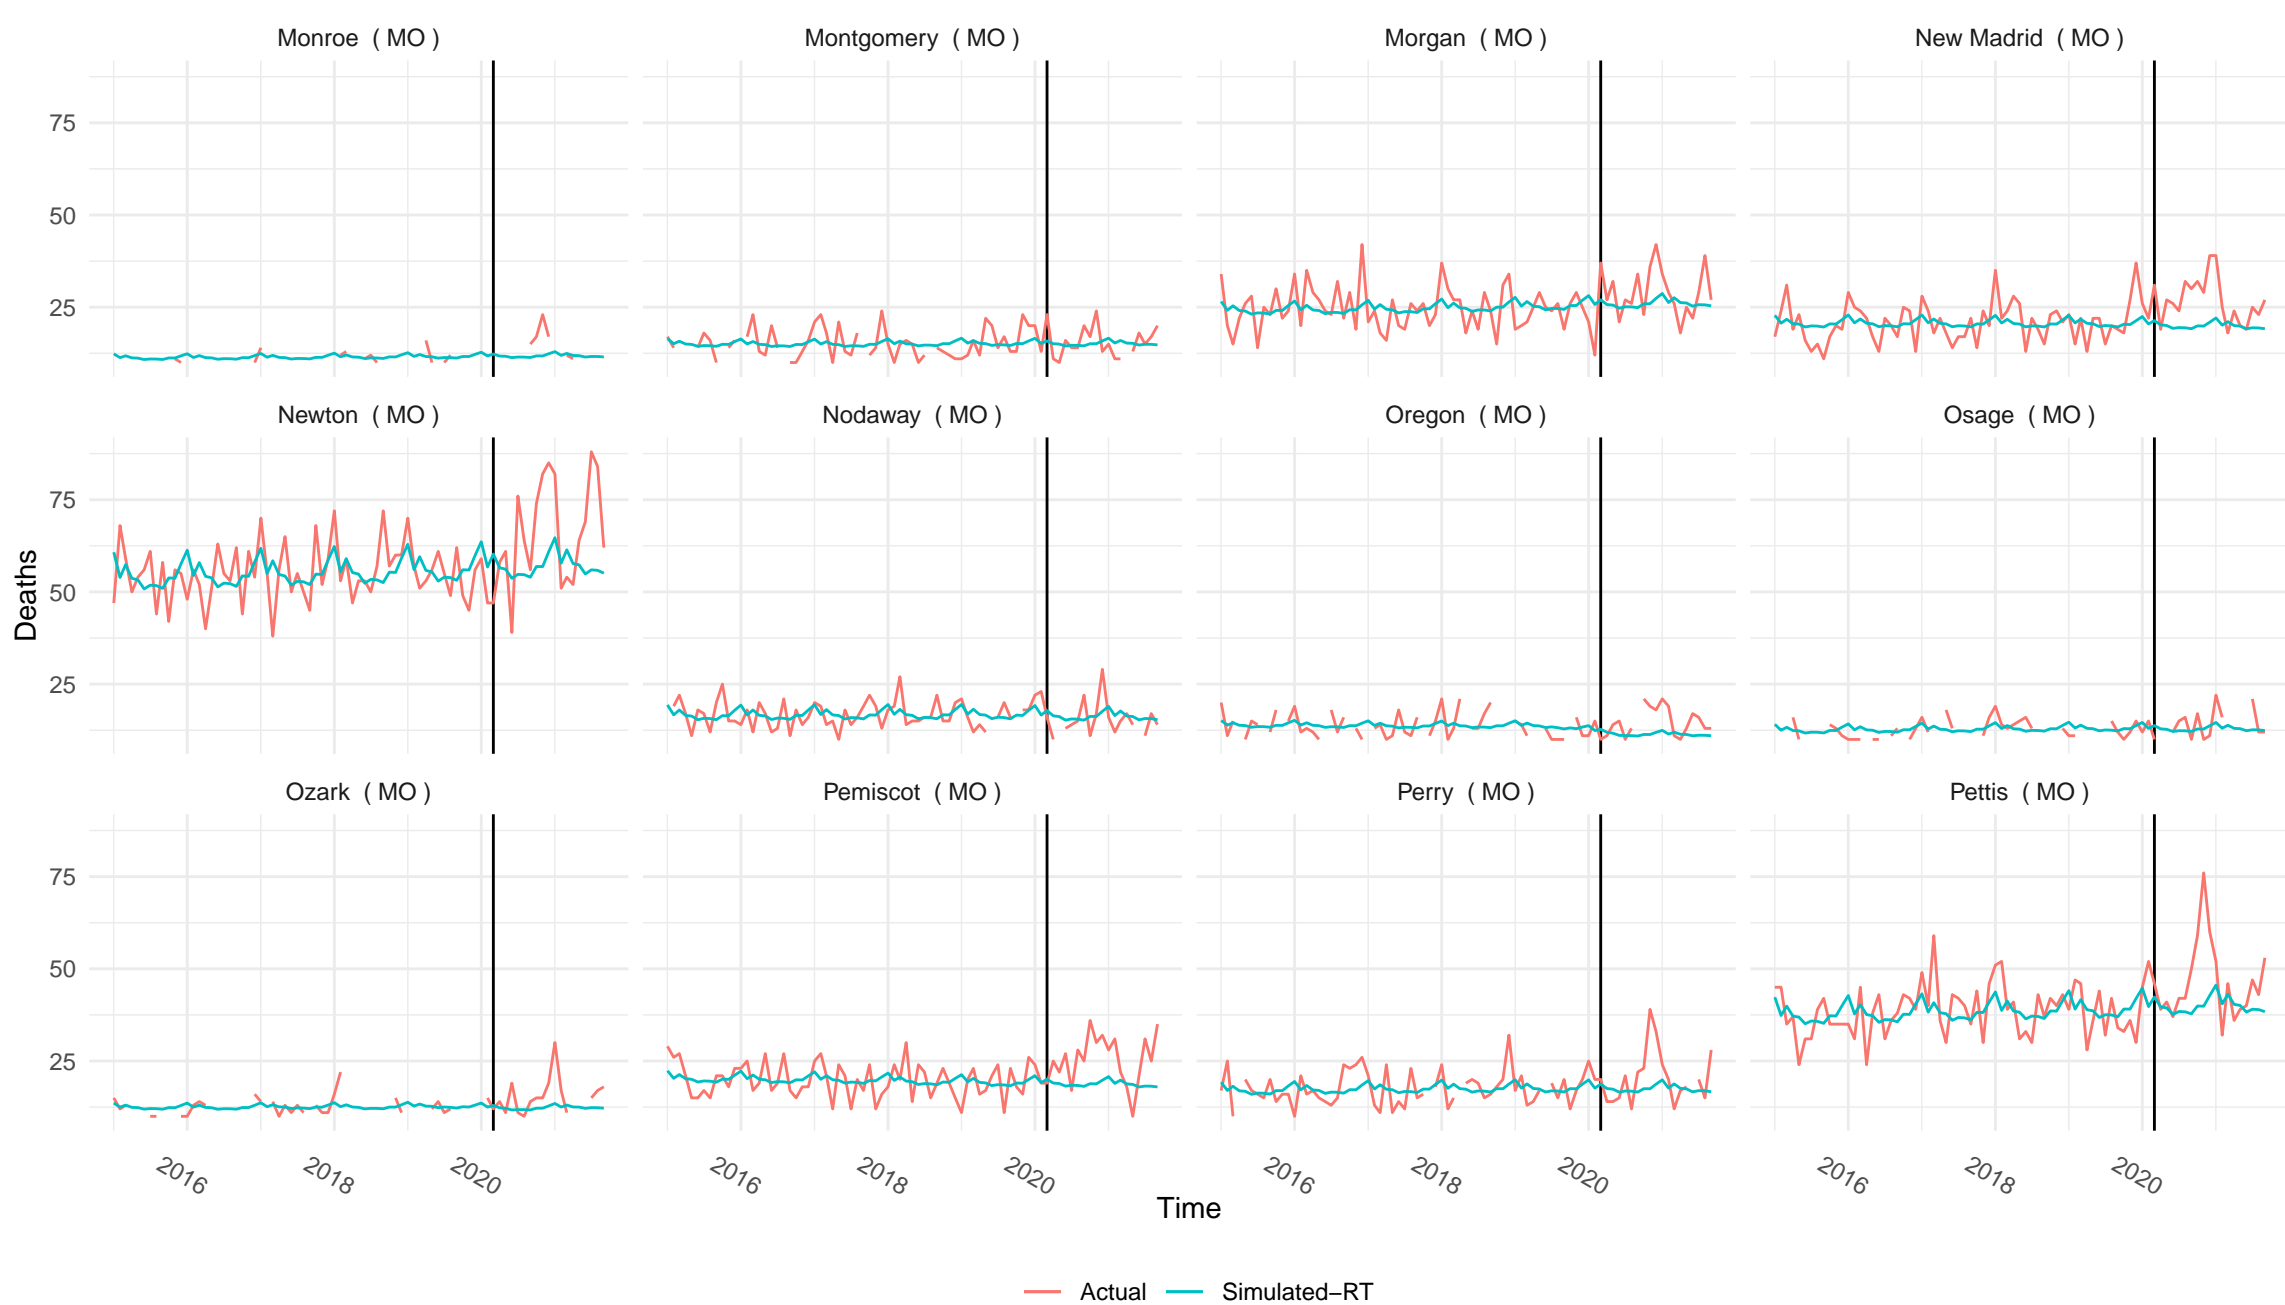 Monroe ( MO )
Montgomery ( MO )
Morgan ( MO )
New Madrid ( MO )
75
50
25
Newton ( MO )
Nodaway ( MO )
Oregon ( MO )
Osage ( MO )
75
50
25
Deaths
Ozark ( MO )
Pemiscot ( MO )
Perry ( MO )
Pettis ( MO )
75
50
25
2016
2018
2020
2016
2018
2020
2016
2018
2020
2016
2018
2020
Time
Actual
Simulated−RT